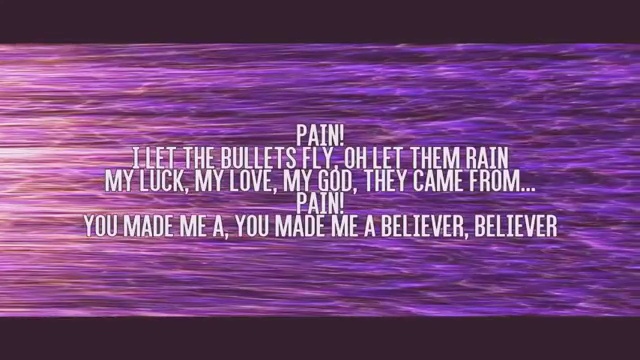 PAIN!
I LET THE BULLETS FLY, OH LET THEM RAIN
MY LUCK, MY LOVE, MY GOD, THEY CAME FROM...
PAIN!
YOU MADE ME A, YOU MADE ME A BELIEVER, BELIEVER